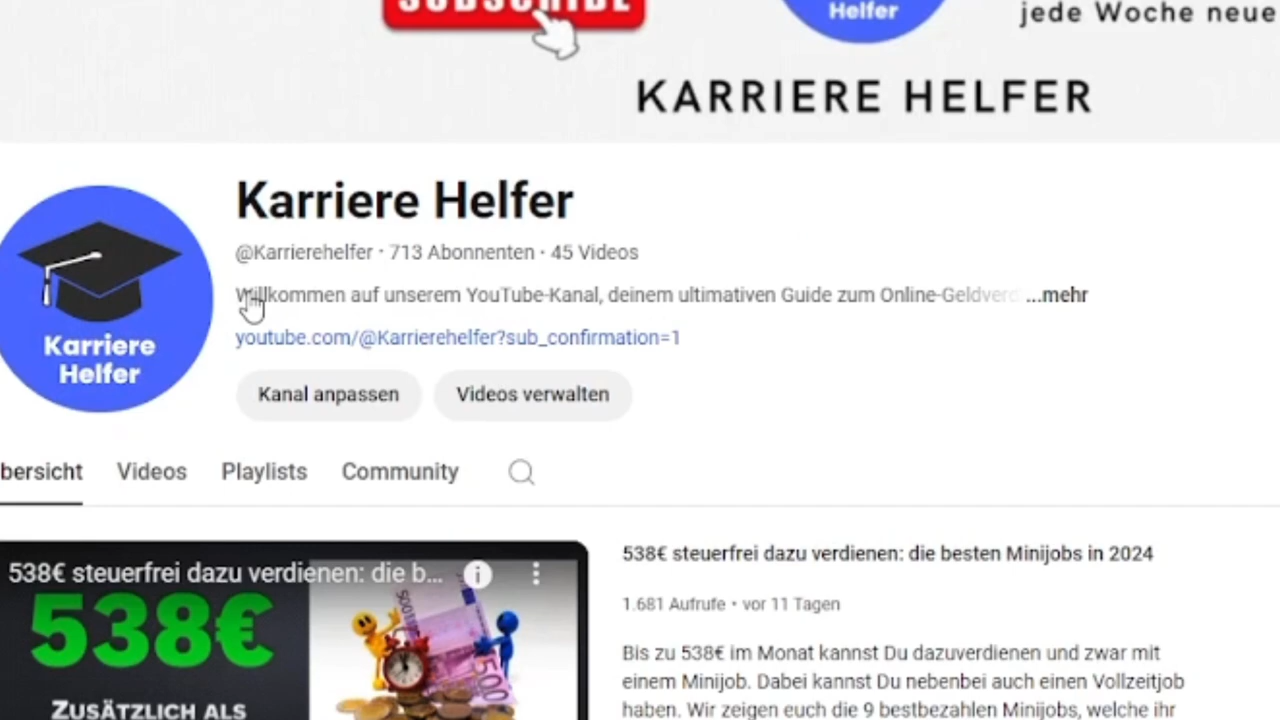 SUBSCRIBE
Helfer
jede Woche neue
KARRIERE HELFER
Karriere Helfer
@Karrierehelfer · 713 Abonnenten · 45 Videos
Willkommen auf unserem YouTube-Kanal, deinem ultimativen Guide zum Online-Geldverd ...mehr
youtube.com/@Karrierehelfer?sub_confirmation=1
Karriere
Helfer
Kanal anpassen Videos verwalten
bersicht Videos Playlists Community
538€ steuerfrei dazu verdienen: die b...
538€
ZUSÄTZLICH ALS
500
538€ steuerfrei dazu verdienen: die besten Minijobs in 2024
1.681 Aufrufe • vor 11 Tagen
Bis zu 538€ im Monat kannst Du dazuverdienen und zwar mit
einem Minijob. Dabei kannst Du nebenbei auch einen Vollzeitjob
haben. Wir zeigen euch die 9 bestbezahlen Minijobs, welche ihr